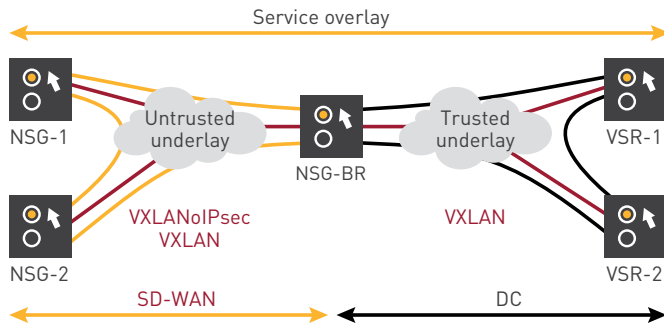 Service overlay
NSG-1
Untrusted
underlay
NSG-BR
Trusted
underlay
VSR-1
VXLANoIPsec
VXLAN
VXLAN
NSG-2
VSR-2
SD-WAN
DC